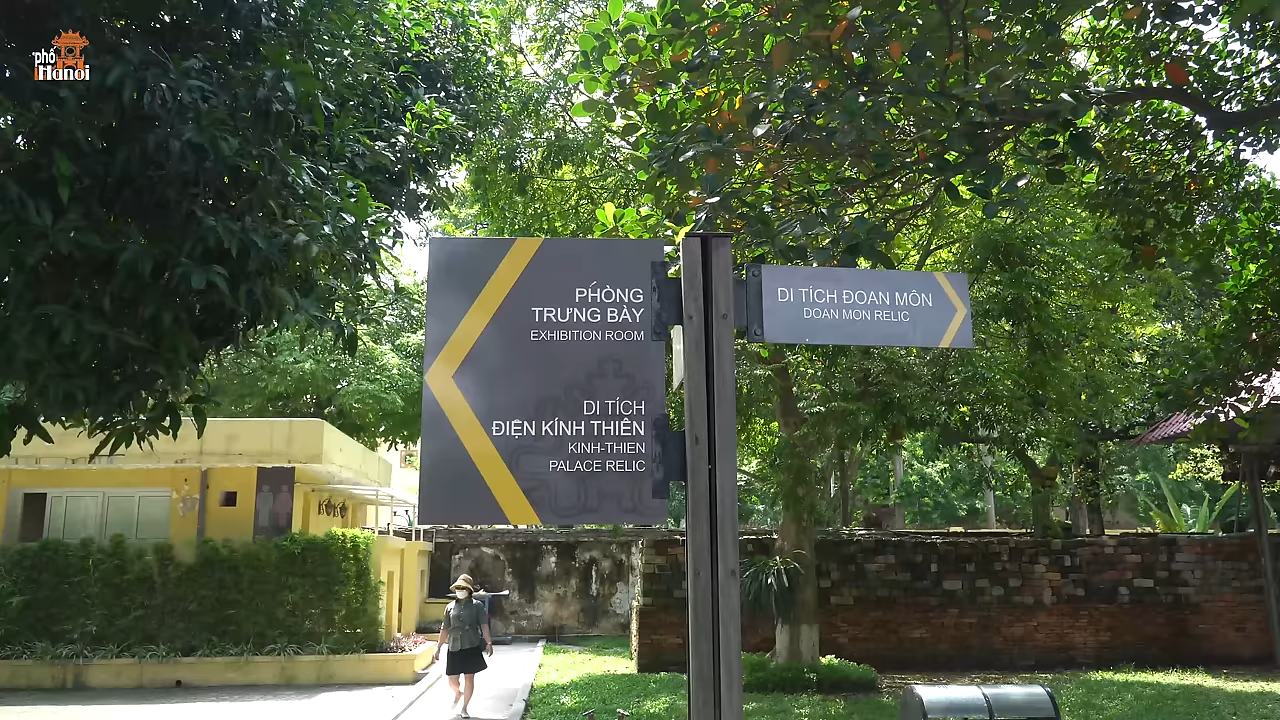 phố
Hanoi
PHÒNG
TRƯNG BÀY
EXHIBITION ROOM
DI TÍCH
ĐIỆN KÍNH THIÊN
KINH-THIEN
PALACE RELIC
DI TÍCH ĐOAN MÔN
DOAN MON RELIC